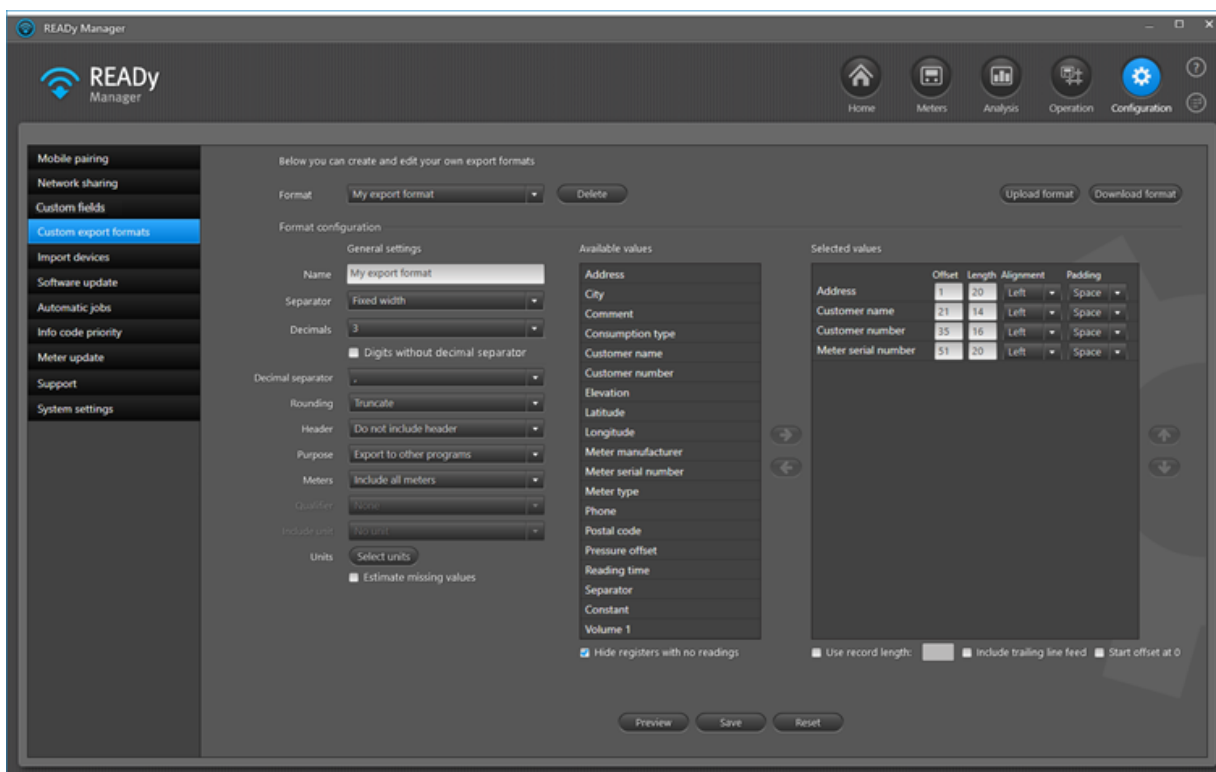 READy Manager
READy
Manager
Home
Meters
Analysis
Operation
Configuration
Mobile pairing
Network sharing
Custom fields
Custom export formats
Import devices
Software update
Automatic jobs
Info code priority
Meter update
Support
System settings
Below you can create and edit your own export formats
Format My export format Delete Upload format Download format
Format configuration
General settings
Name My export format
Separator Fixed width
Decimals 3
Digits without decimal separator
Decimal separator ,
Rounding Truncate
Header Do not include header
Purpose Export to other programs
Meters Include all meters
Qualifier None
Include unit No unit
Units Select units
Estimate missing values
Available values
Address
City
Comment
Consumption type
Customer name
Customer number
Elevation
Latitude
Longitude
Meter manufacturer
Meter serial number
Meter type
Phone
Postal code
Pressure offset
Reading time
Separator
Constant
Volume 1
Hide registers with no readings
Selected values
Offset Length Alignment Padding
Address 1 20 Left Space
Customer name 21 14 Left Space
Customer number 35 16 Left Space
Meter serial number 51 20 Left Space
Use record length: Include trailing line feed Start offset at 0
Preview Save Reset